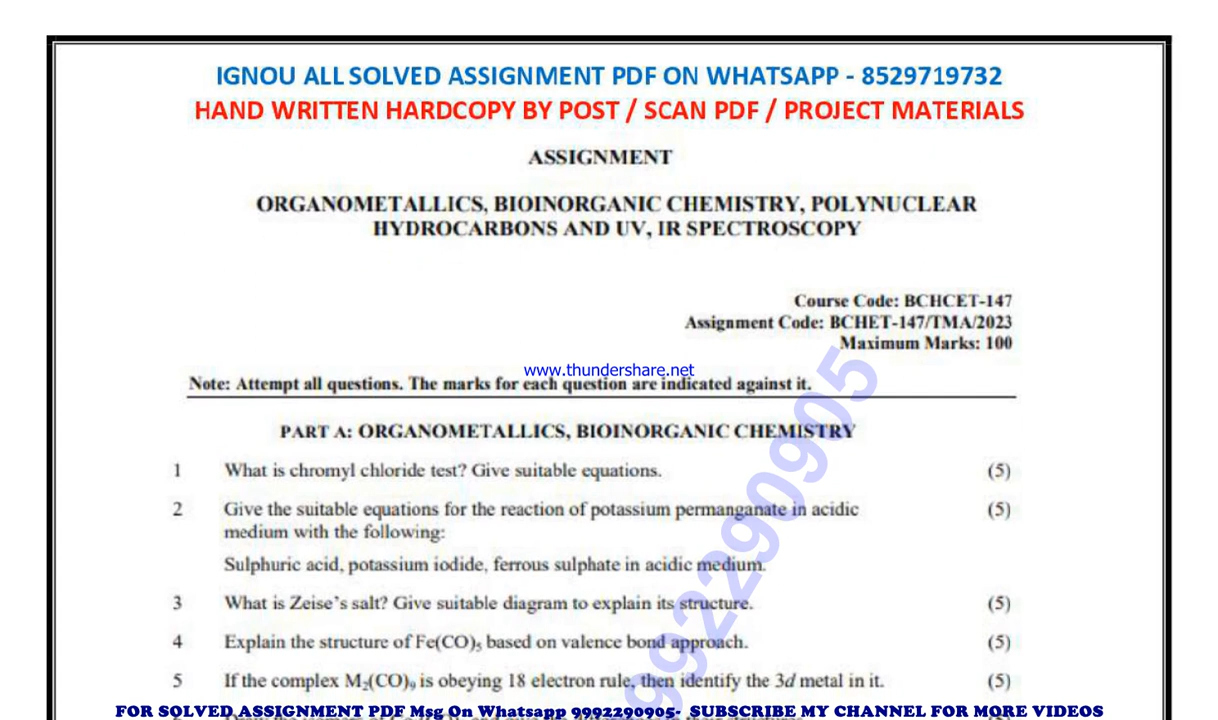 IGNOU ALL SOLVED ASSIGNMENT PDF ON WHATSAPP - 8529719732
HAND WRITTEN HARDCOPY BY POST / SCAN PDF / PROJECT MATERIALS
ASSIGNMENT
ORGANOMETALLICS, BIOINORGANIC CHEMISTRY, POLYNUCLEAR
HYDROCARBONS AND UV, IR SPECTROSCOPY
Course Code: BCHCET-147
Assignment Code: BCHET-147/TMA/2023
Maximum Marks: 100
www.thundershare.net
Note: Attempt all questions. The marks for each question are indicated against it.
PART A: ORGANOMETALLICS, BIOINORGANIC CHEMISTRY
1 What is chromyl chloride test? Give suitable equations. (5)
2 Give the suitable equations for the reaction of potassium permanganate in acidic (5)
medium with the following:
Sulphuric acid, potassium iodide, ferrous sulphate in acidic medium.
3 What is Zeise's salt? Give suitable diagram to explain its structure. (5)
4 Explain the structure of Fe(CO)₅ based on valence bond approach. (5)
5 If the complex M₂(CO)₉ is obeying 18 electron rule, then identify the 3d metal in it. (5)
9992290905
FOR SOLVED ASSIGNMENT PDF Msg On Whatsapp 9992290905- SUBSCRIBE MY CHANNEL FOR MORE VIDEOS